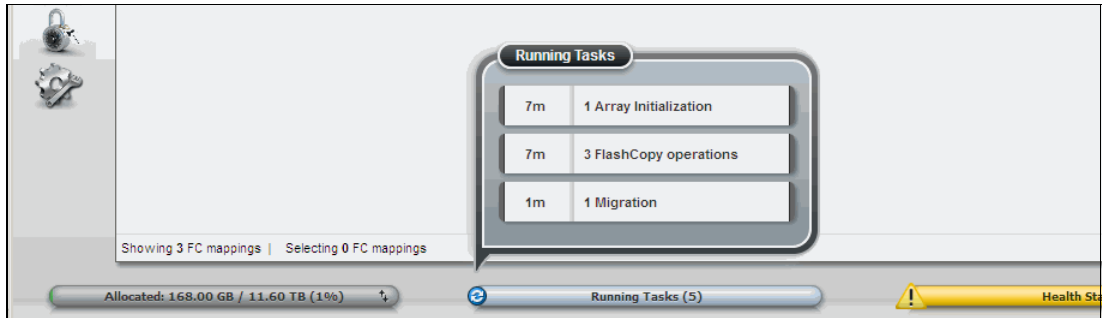 Running Tasks
7m 1 Array Initialization
7m 3 FlashCopy operations
1m 1 Migration
Showing 3 FC mappings | Selecting 0 FC mappings
Allocated: 168.00 GB / 11.60 TB (1%) Running Tasks (5) Health Sta